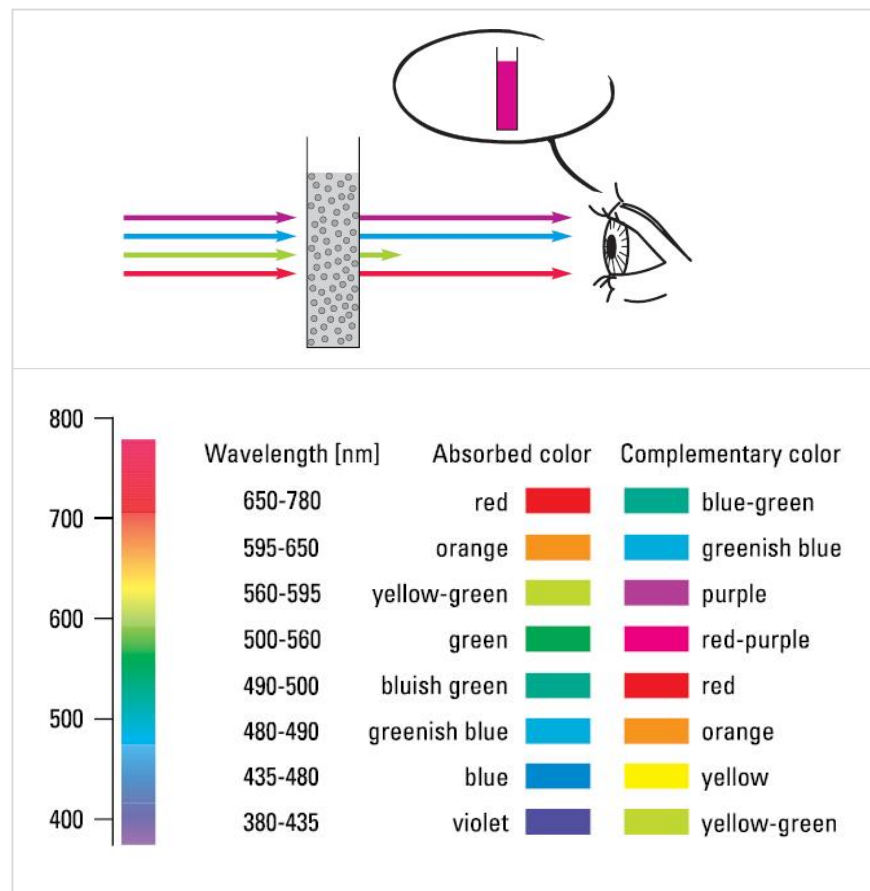 800
700
600
500
400
Wavelength [nm] Absorbed color Complementary color
650-780 red blue-green
595-650 orange greenish blue
560-595 yellow-green purple
500-560 green red-purple
490-500 bluish green red
480-490 greenish blue orange
435-480 blue yellow
380-435 violet yellow-green